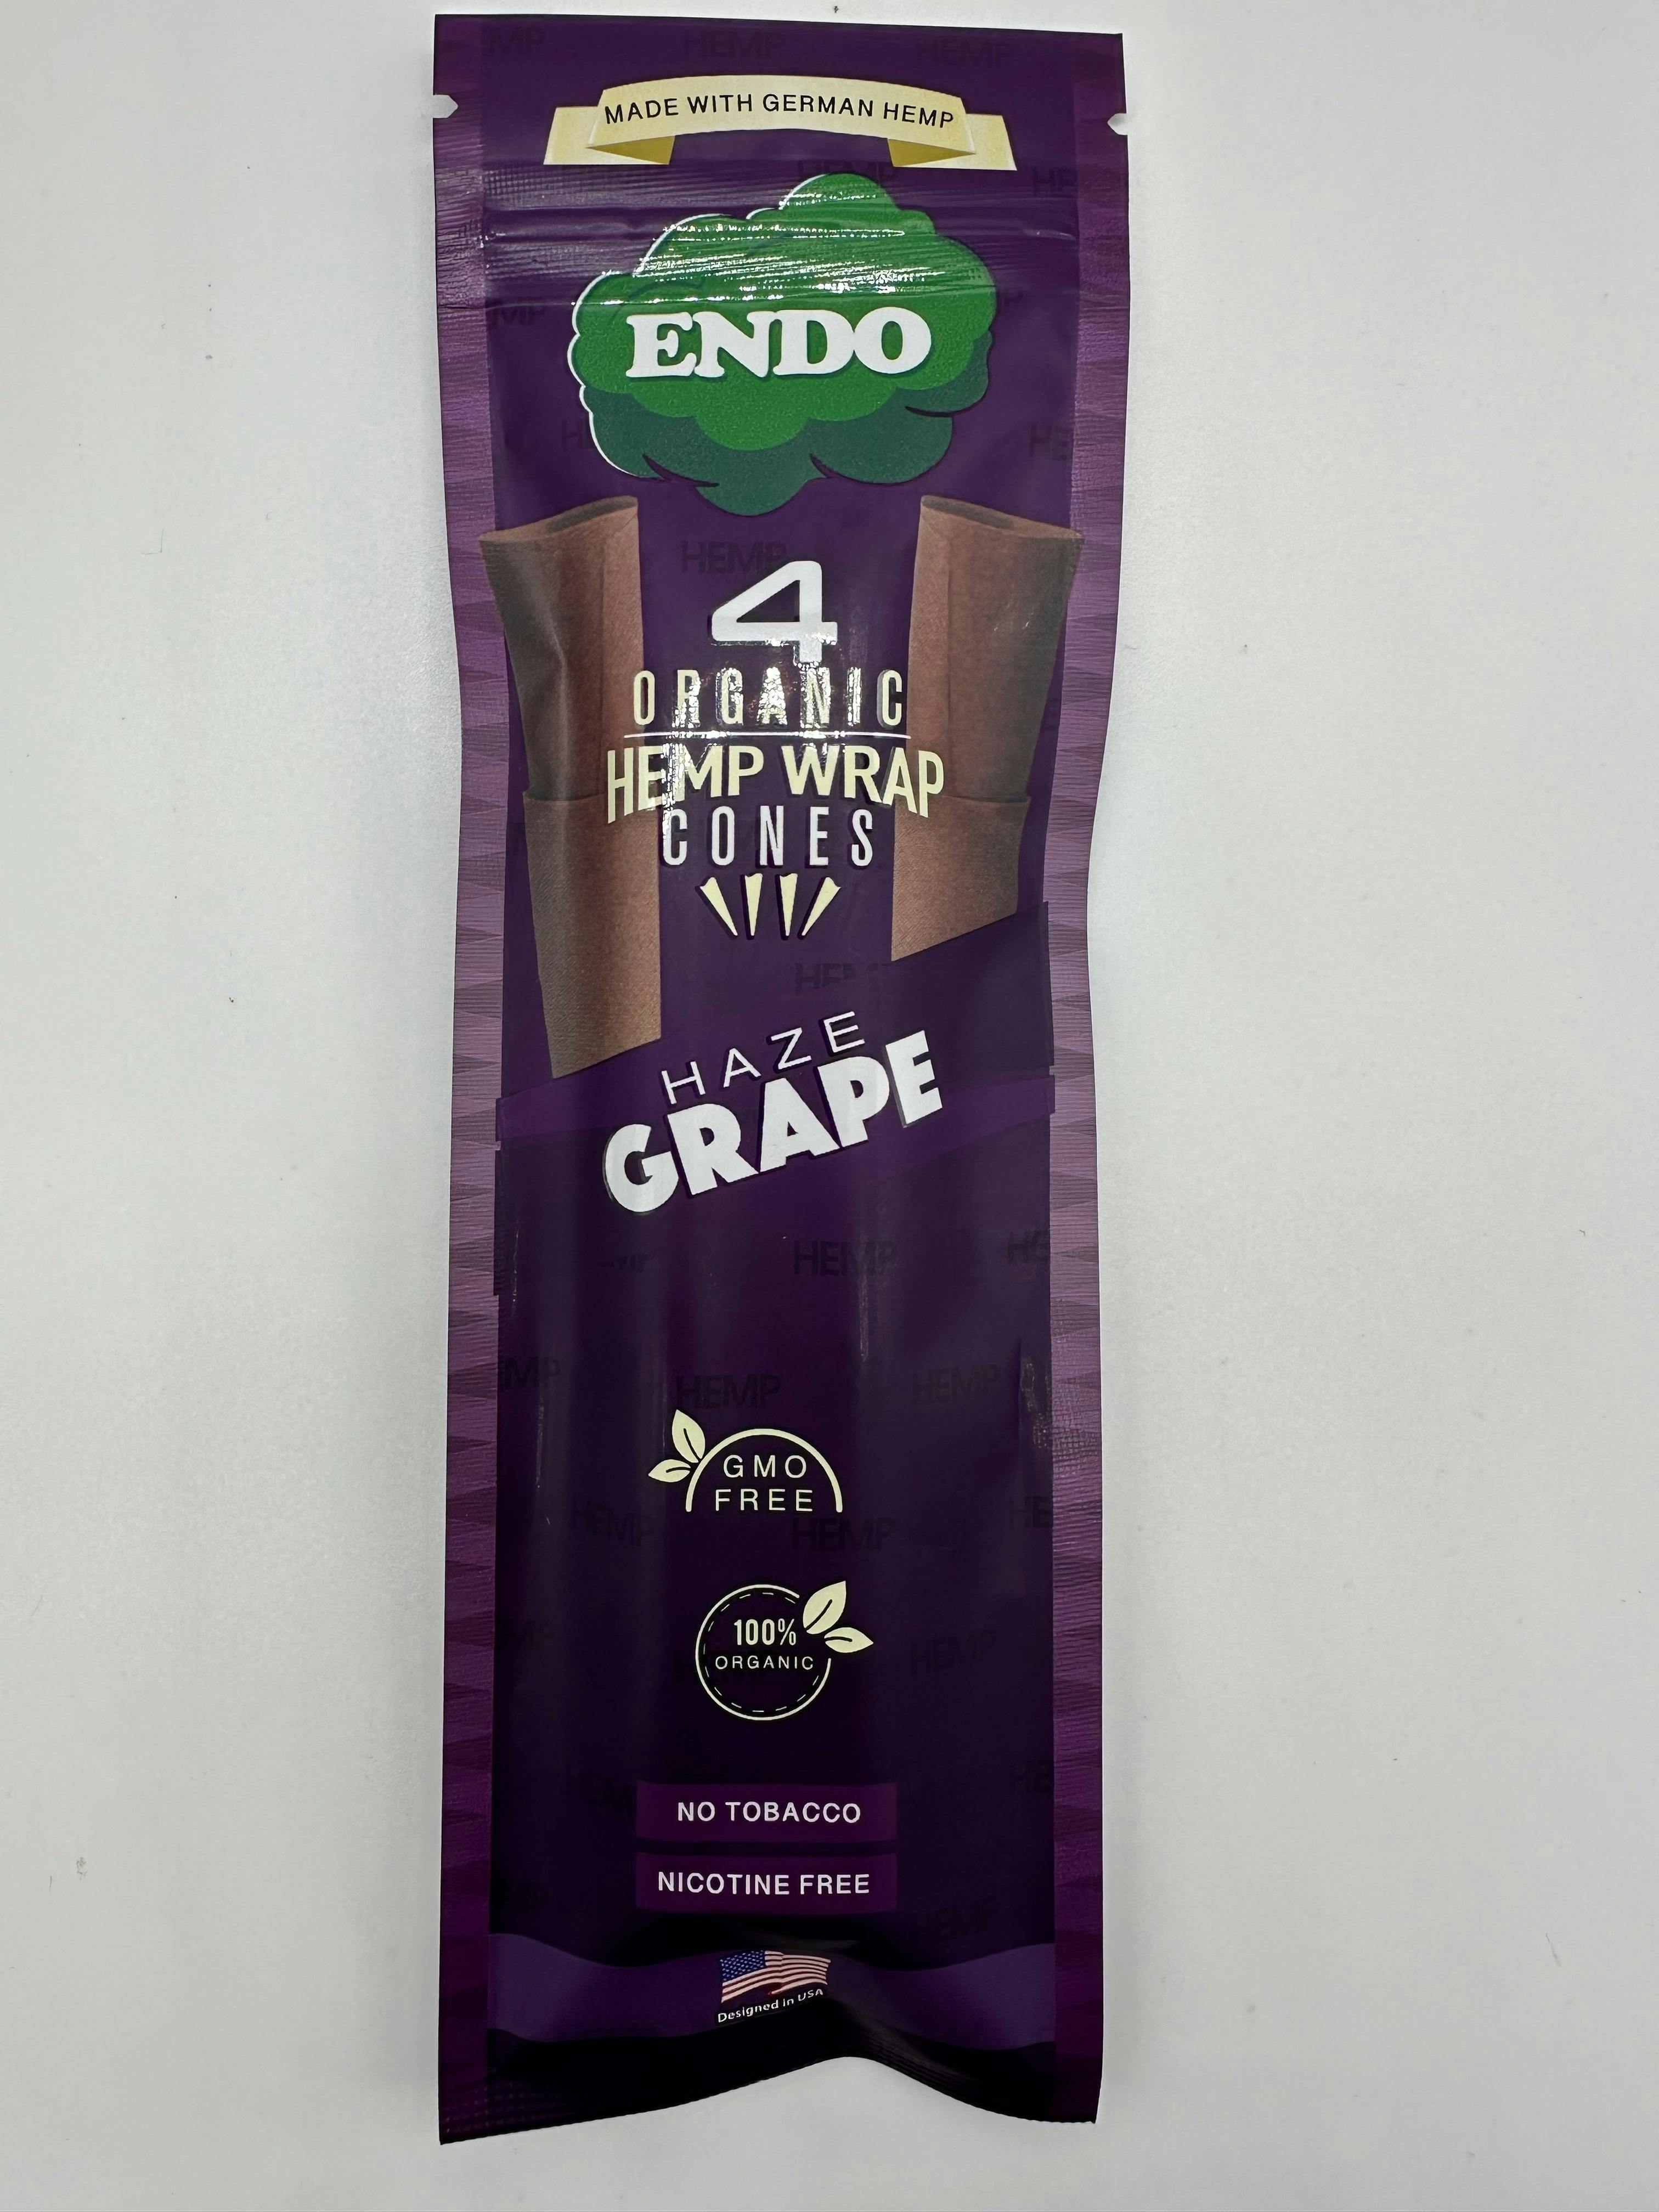 MADE WITH GERMAN HEMP
ENDO
4
ORGANIC
HEMP WRAP
CONES
HAZE
GRAPE
GMO
FREE
100%
ORGANIC
NO TOBACCO
NICOTINE FREE
Designed in USA
HEMP